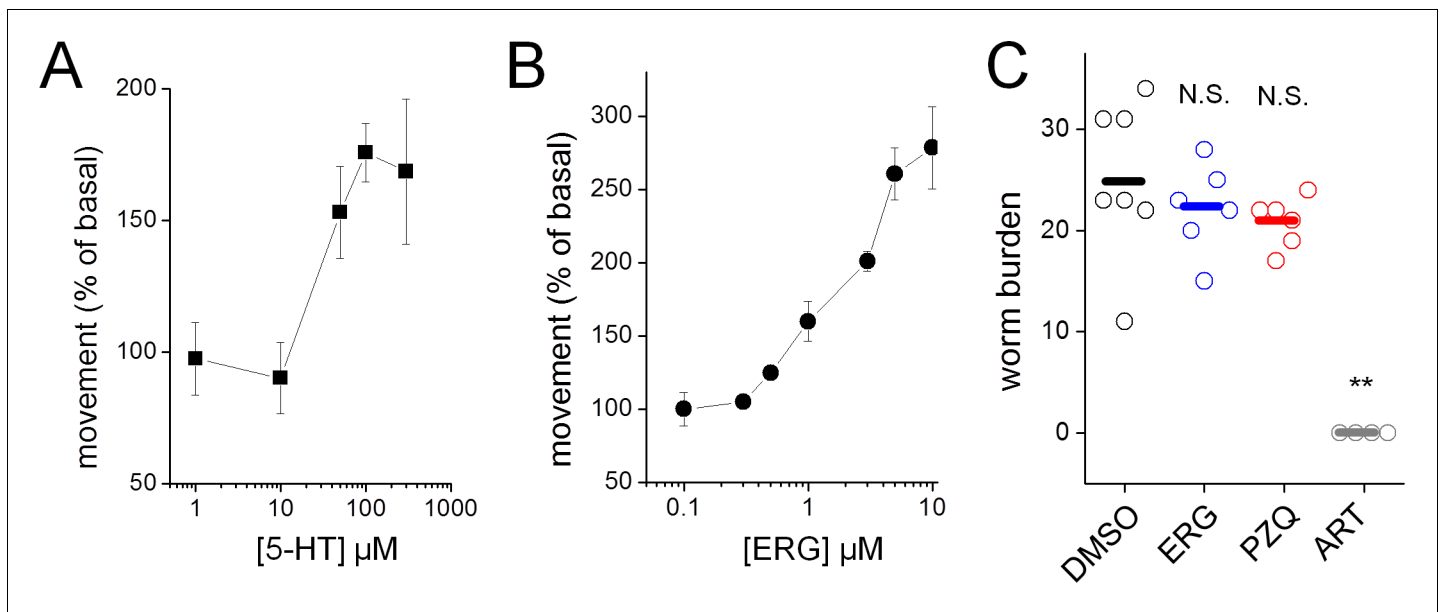 A
movement (% of basal)
200
150
100
50
1
10
100
1000
[5-HT] µM
B
movement (% of basal)
300
250
200
150
100
50
0.1
1
10
[ERG] µM
C
worm burden
30
20
10
0
N.S.
N.S.
**
DMSO
ERG
PZQ
ART